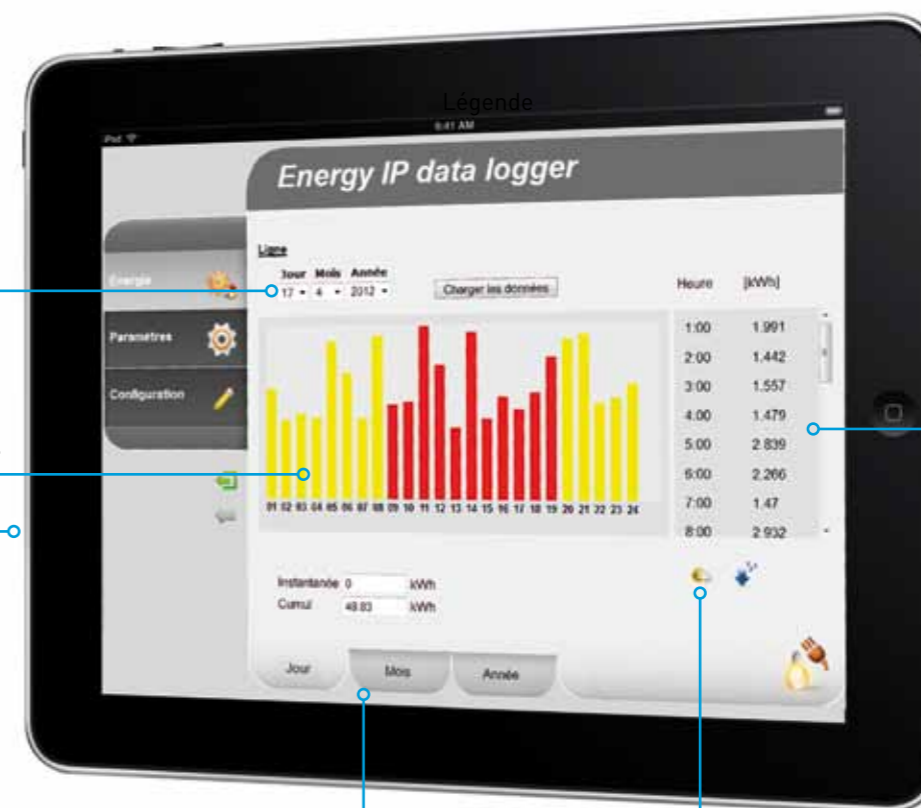 Légende
iPad
9:41 AM
Energy IP data logger
Energie
Paramètres
Configuration
Ligne
Jour Mois Année
17 4 2012
Charger les données
Heure [kWh]
1:00 1.991
2:00 1.442
3:00 1.557
4:00 1.479
5:00 2.839
6:00 2.266
7:00 1.47
8:00 2.932
01 02 03 04 05 06 07 08 09 10 11 12 13 14 15 16 17 18 19 20 21 22 23 24
Instantanée 0 kWh
Cumul 49.83 kWh
Jour
Mois
Année